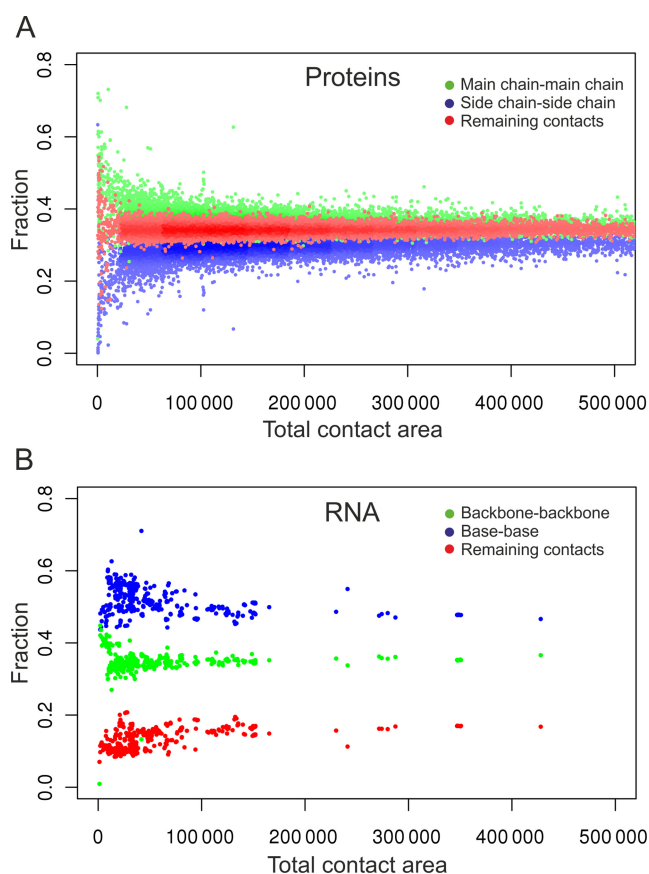 A
Proteins
Main chain-main chain
Side chain-side chain
Remaining contacts
Fraction
0.8
0.6
0.4
0.2
0.0
0
100 000
200 000
300 000
400 000
500 000
Total contact area
B
RNA
Backbone-backbone
Base-base
Remaining contacts
Fraction
0.8
0.6
0.4
0.2
0.0
0
100 000
200 000
300 000
400 000
500 000
Total contact area